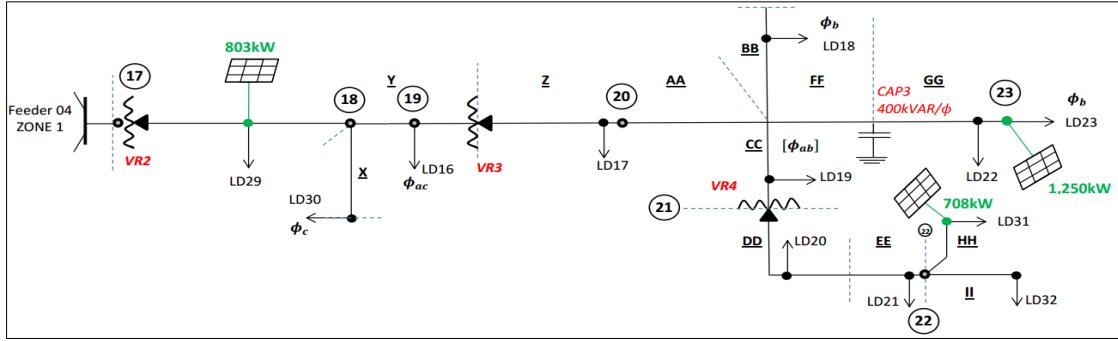 803kW
17
Feeder 04
ZONE 1
VR2
LD29
LD30
ϕc
X
18
Y
19
LD16
ϕac
VR3
Z
20
LD17
AA
BB
ϕb
LD18
FF
CAP3
400kVAR/ϕ
GG
23
ϕb
LD23
LD22
1,250kW
CC
[ϕab]
LD19
VR4
21
DD
LD20
EE
708kW
22
HH
LD31
LD21
22
II
LD32